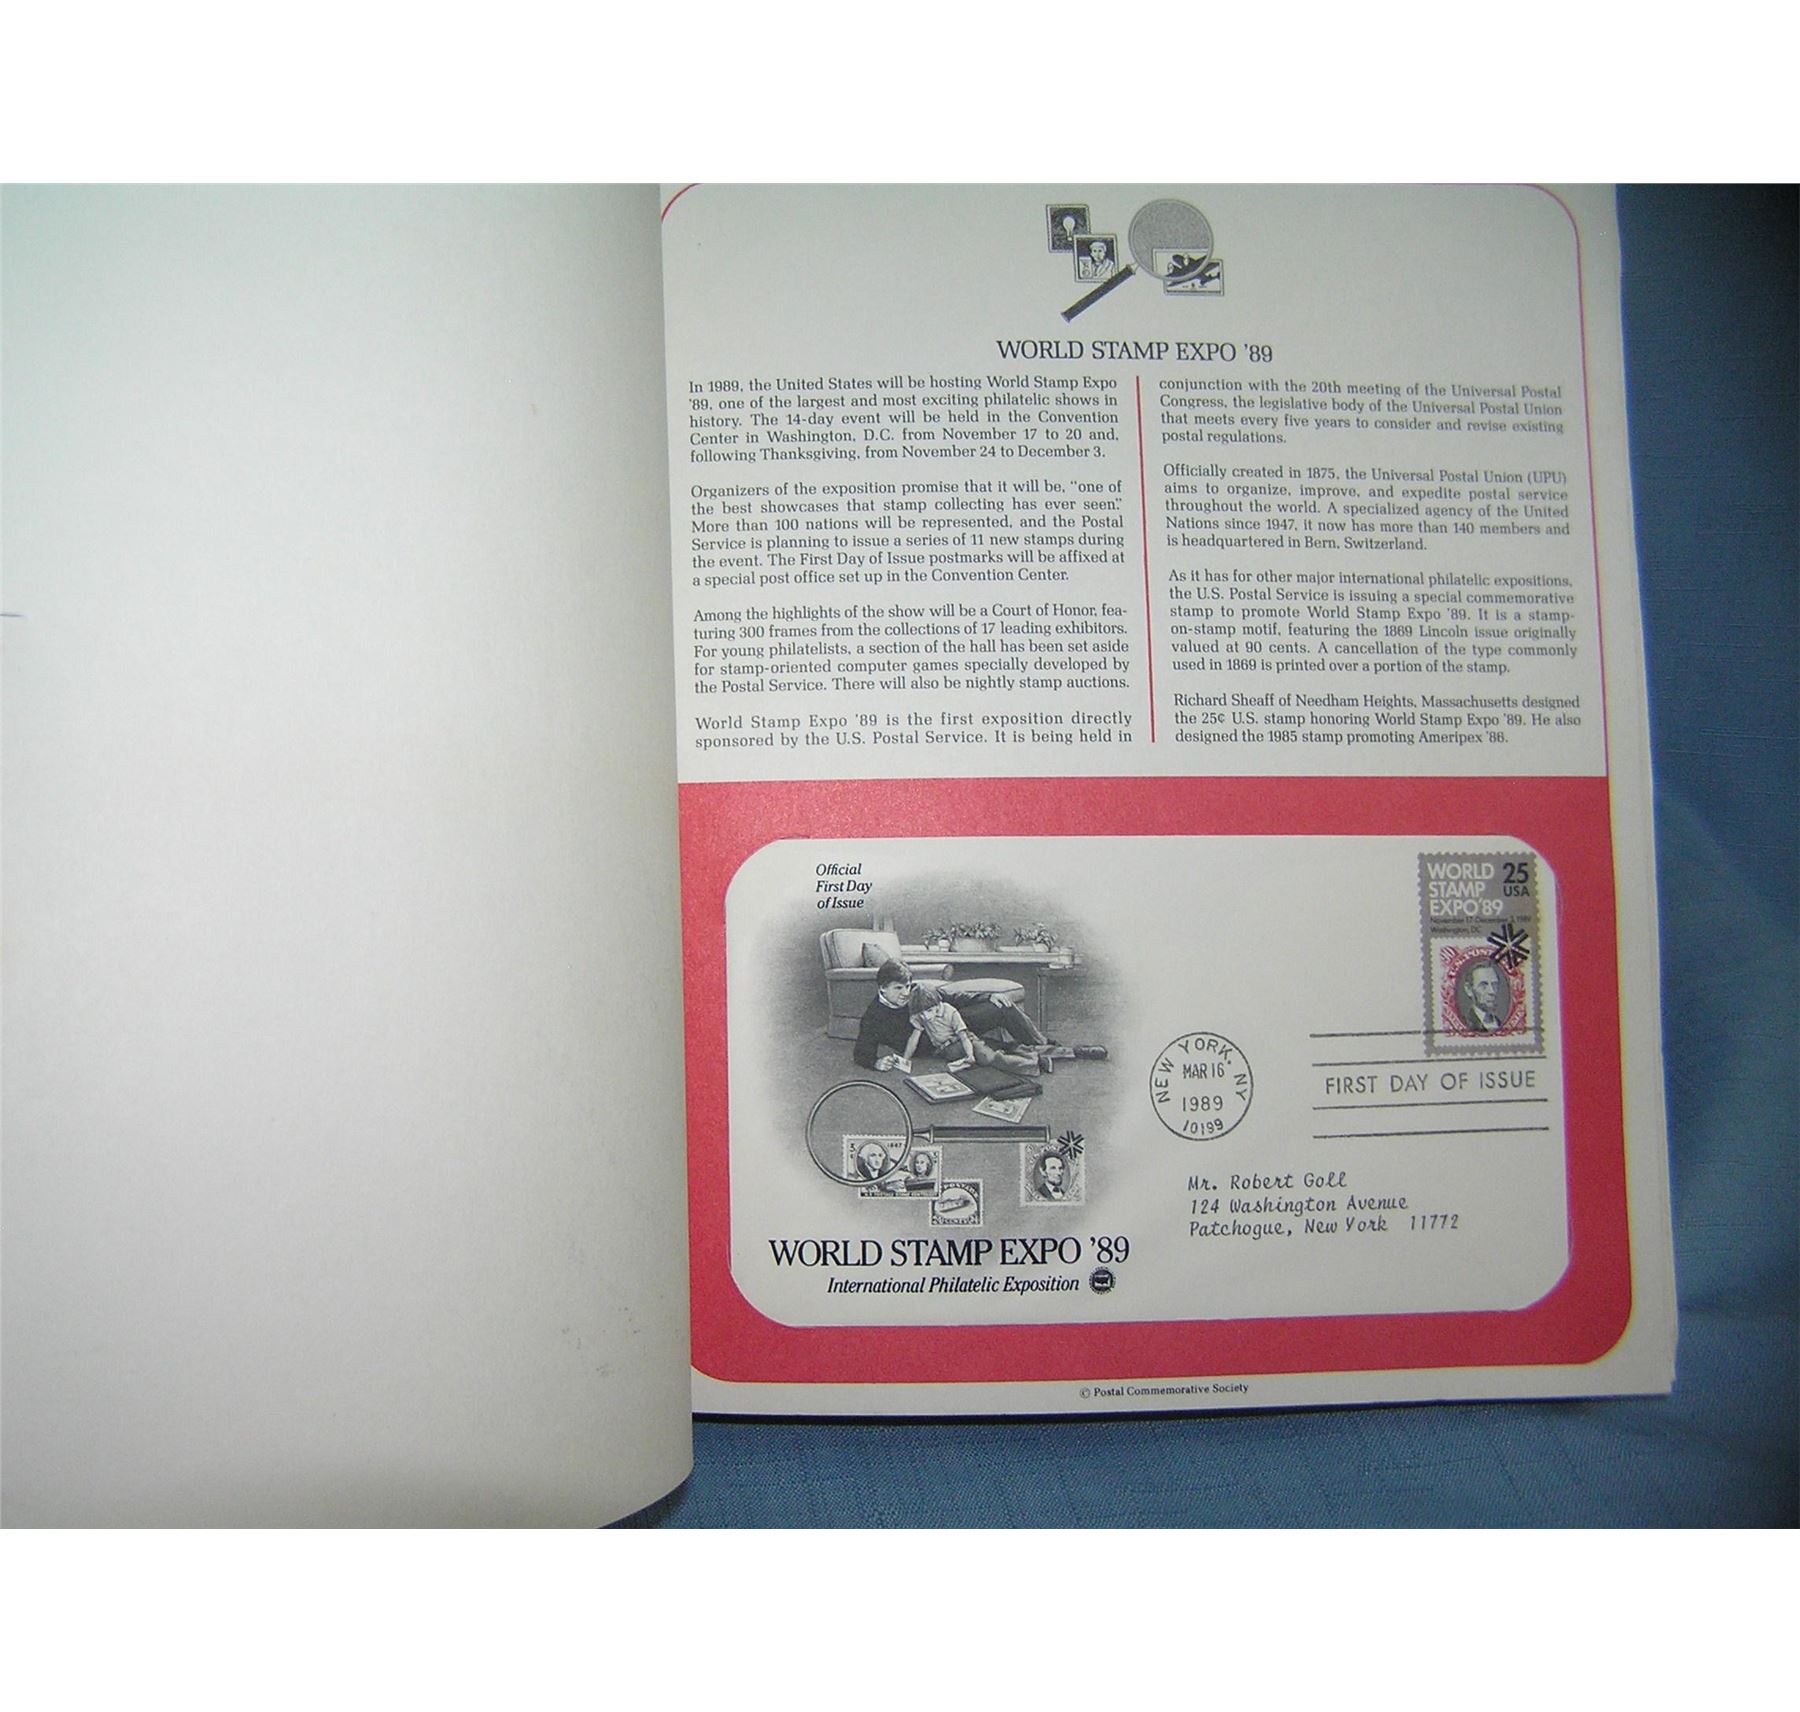 WORLD STAMP EXPO '89
In 1989, the United States will be hosting World Stamp Expo
'89, one of the largest and most exciting philatelic shows in
history. The 14-day event will be held in the Convention
Center in Washington, D.C. from November 17 to 20 and,
following Thanksgiving, from November 24 to December 3.
Organizers of the exposition promise that it will be, "one of
the best showcases that stamp collecting has ever seen."
More than 100 nations will be represented, and the Postal
Service is planning to issue a series of 11 new stamps during
the event. The First Day of Issue postmarks will be affixed at
a special post office set up in the Convention Center.
Among the highlights of the show will be a Court of Honor, fea-
turing 300 frames from the collections of 17 leading exhibitors.
For young philatelists, a section of the hall has been set aside
for stamp-oriented computer games specially developed by
the Postal Service. There will also be nightly stamp auctions.
World Stamp Expo '89 is the first exposition directly
sponsored by the U.S. Postal Service. It is being held in
conjunction with the 20th meeting of the Universal Postal
Congress, the legislative body of the Universal Postal Union
that meets every five years to consider and revise existing
postal regulations.
Officially created in 1875, the Universal Postal Union (UPU)
aims to organize, improve, and expedite postal service
throughout the world. A specialized agency of the United
Nations since 1947, it now has more than 140 members and
is headquartered in Bern, Switzerland.
As it has for other major international philatelic expositions,
the U.S. Postal Service is issuing a special commemorative
stamp to promote World Stamp Expo '89. It is a stamp-
on-stamp motif, featuring the 1869 Lincoln issue originally
valued at 90 cents. A cancellation of the type commonly
used in 1869 is printed over a portion of the stamp.
Richard Sheaff of Needham Heights, Massachusetts designed
the 25¢ U.S. stamp honoring World Stamp Expo '89. He also
designed the 1985 stamp promoting Ameripex '86.
Official
First Day
of Issue
WORLD STAMP EXPO '89
International Philatelic Exposition
WORLD
STAMP
EXPO'89
25
USA
November 17-December 3, 1989
Washington, DC
NEW YORK, NY
MAR 16
1989
10199
FIRST DAY OF ISSUE
Mr. Robert Goll
124 Washington Avenue
Patchogue, New York 11772
© Postal Commemorative Society